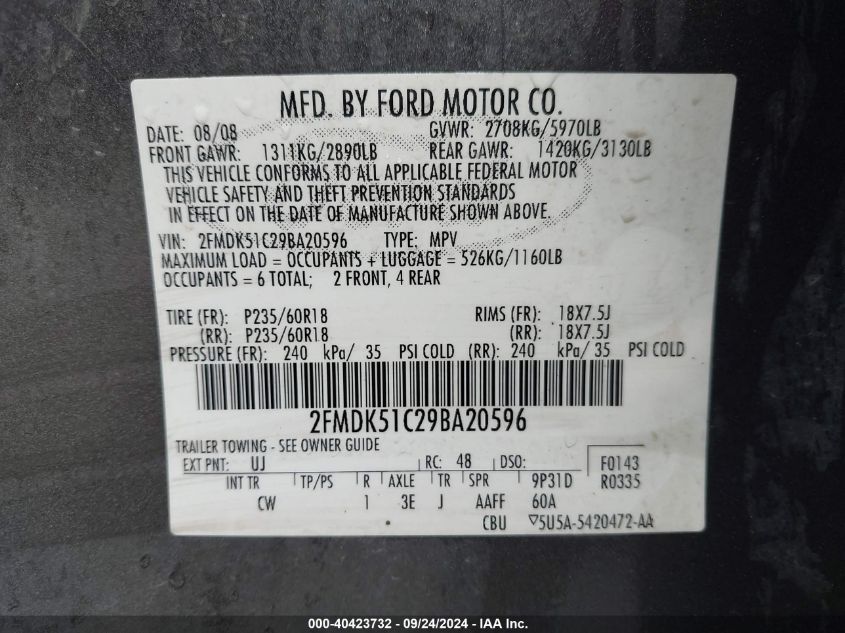 MFD. BY FORD MOTOR CO.
DATE: 08/08 GVWR: 2708KG/5970LB
FRONT GAWR: 1311KG/2890LB REAR GAWR: 1420KG/3130LB
THIS VEHICLE CONFORMS TO ALL APPLICABLE FEDERAL MOTOR
VEHICLE SAFETY AND THEFT PREVENTION STANDARDS
IN EFFECT ON THE DATE OF MANUFACTURE SHOWN ABOVE.
VIN: 2FMDK51C29BA20596 TYPE: MPV
MAXIMUM LOAD = OCCUPANTS + LUGGAGE = 526KG/1160LB
OCCUPANTS = 6 TOTAL; 2 FRONT, 4 REAR
TIRE (FR): P235/60R18 RIMS (FR): 18X7.5J
(RR): P235/60R18 (RR): 18X7.5J
PRESSURE (FR): 240 kPa/ 35 PSI COLD (RR): 240 kPa/ 35 PSI COLD
2FMDK51C29BA20596
TRAILER TOWING - SEE OWNER GUIDE
EXT PNT: UJ RC: 48 DSO: F0143
INT TR TP/PS R AXLE TR SPR 9P31D R0335
CW 1 3E J AAFF 60A
CBU ▽5U5A-5420472-AA
000-40423732 - 09/24/2024 - IAA Inc.